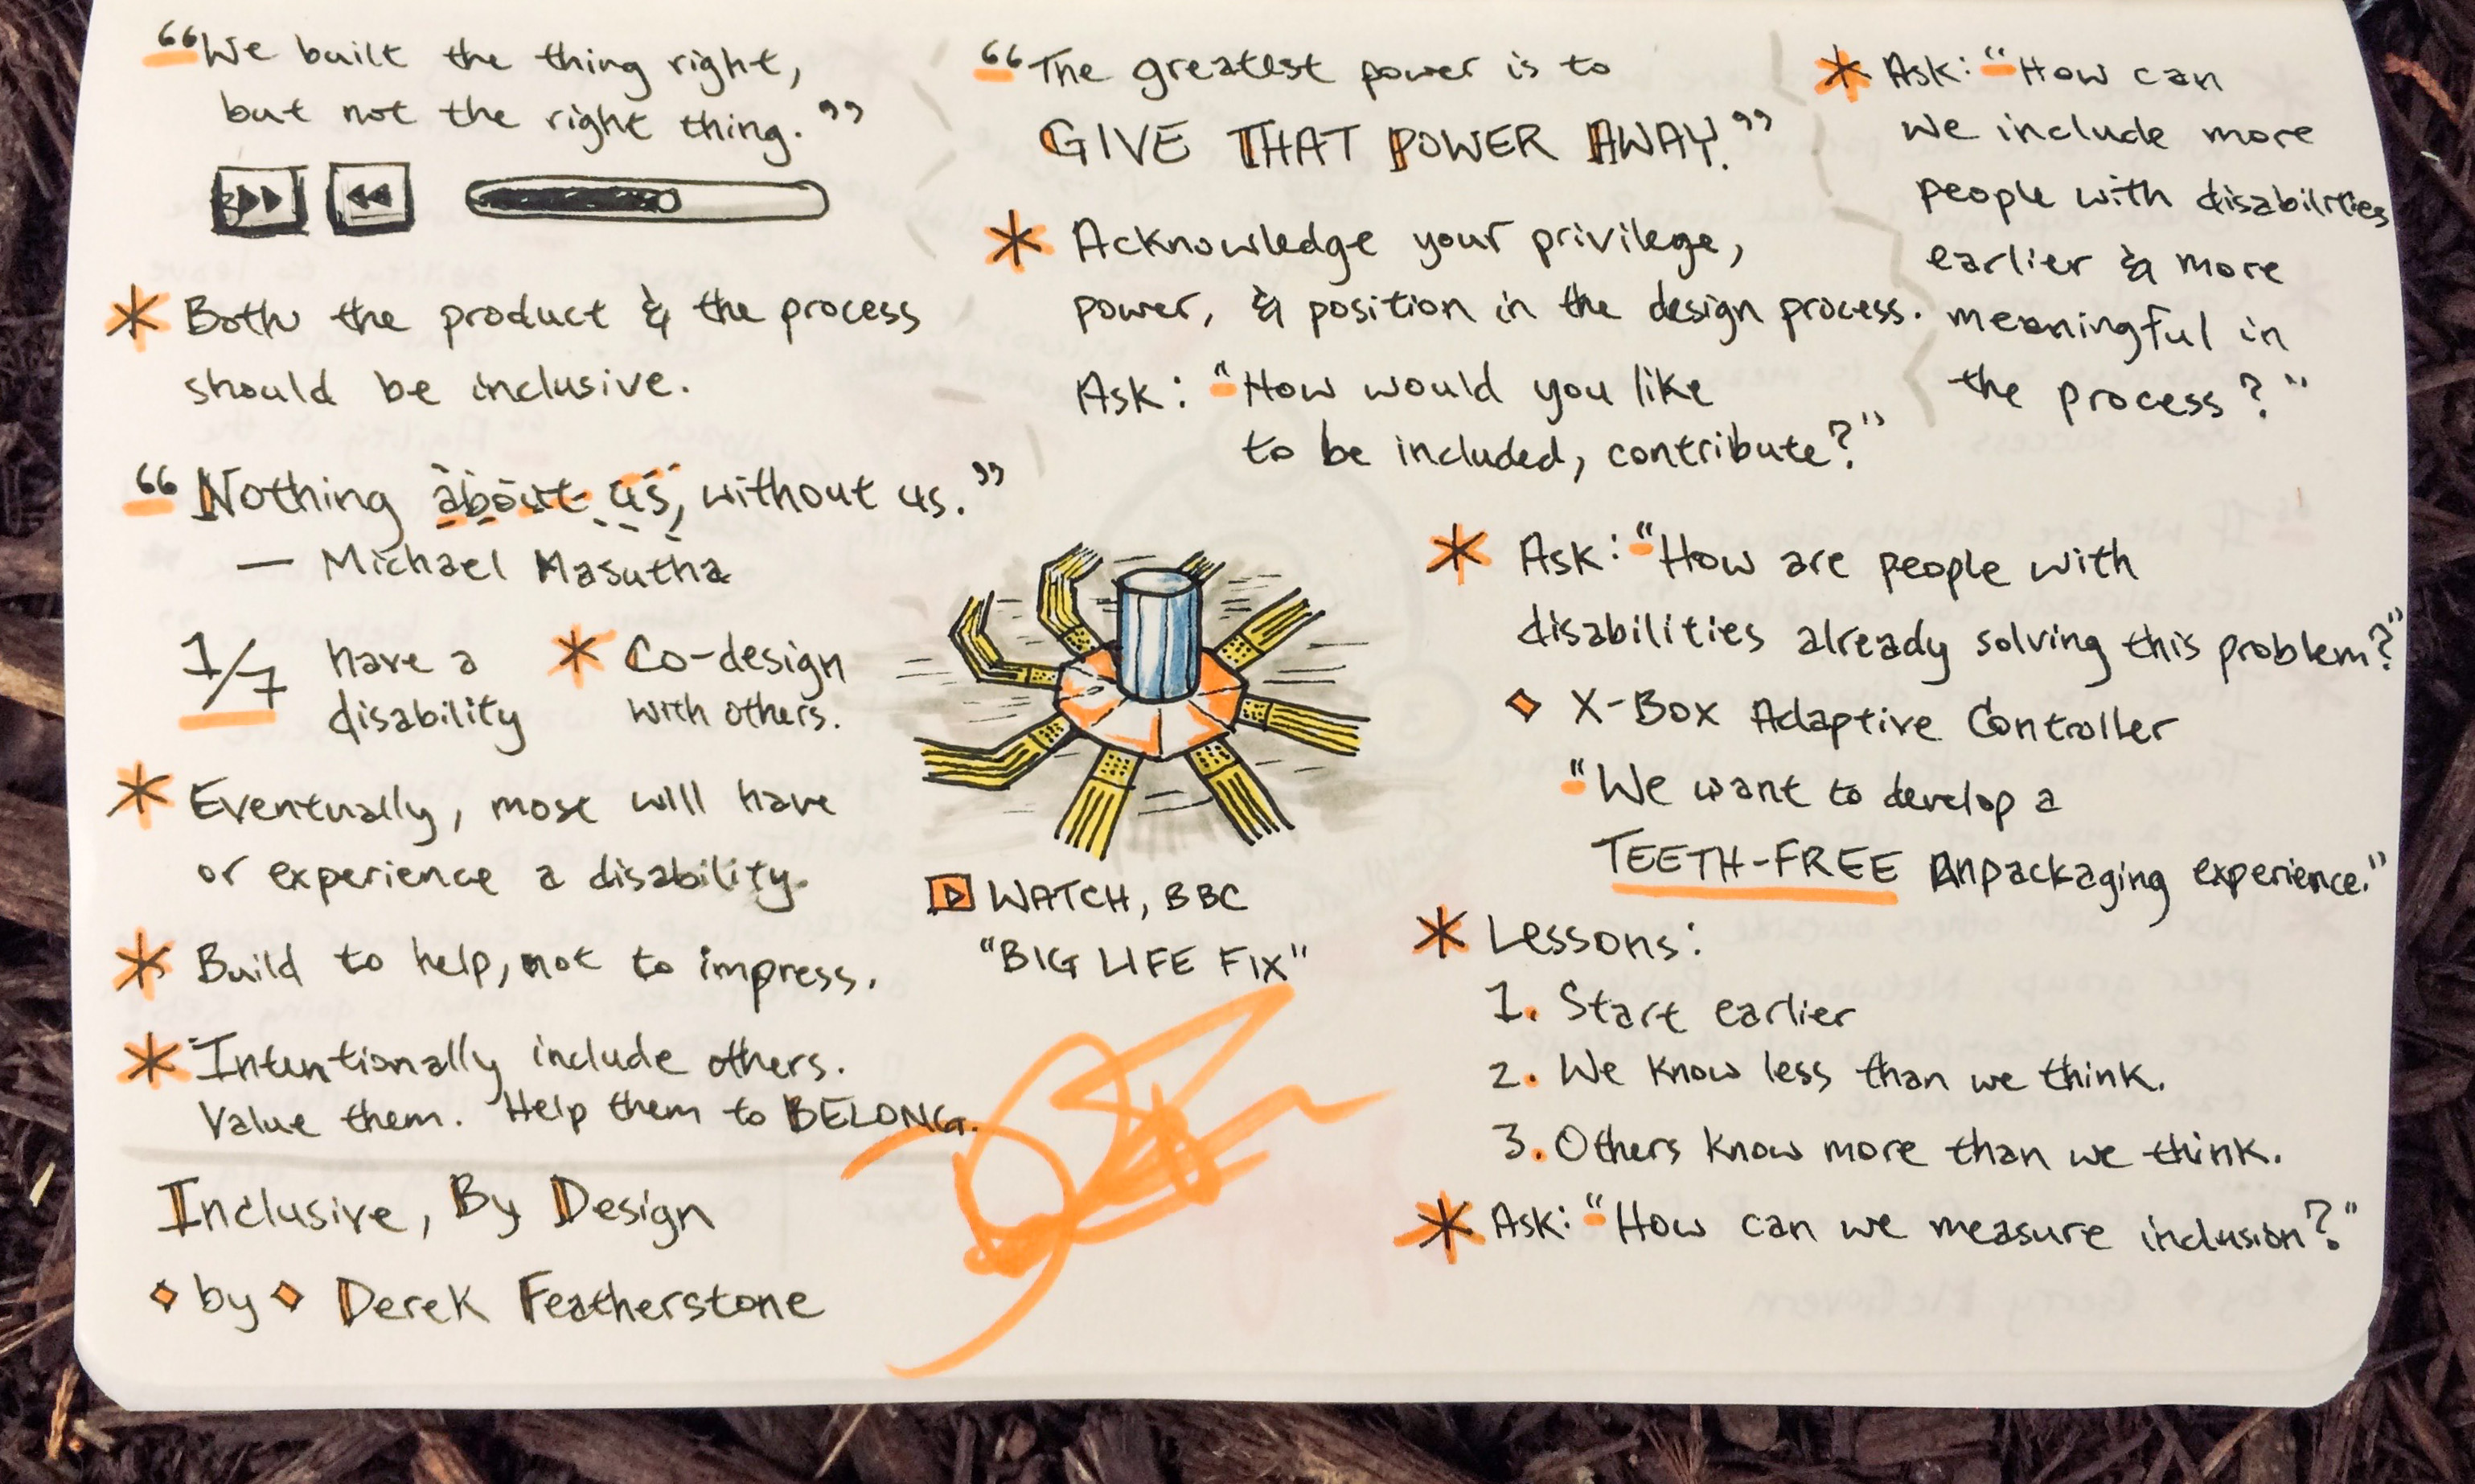 “We built the thing right,
but not the right thing.”
* Both the product & the process
should be inclusive.
“Nothing about us, without us.”
— Michael Masutha
1/7 have a
disability
* Co-design
with others.
* Eventually, most will have
or experience a disability.
* Build to help, not to impress.
* Intentionally include others.
Value them. Help them to BELONG.
Inclusive, By Design
by Derek Featherstone
“The greatest power is to
GIVE THAT POWER AWAY.”
* Acknowledge your privilege,
power, & position in the design process.
Ask: “How would you like
to be included, contribute?”
WATCH, BBC
“BIG LIFE FIX”
* Ask: “How can
we include more
people with disabilities
earlier & more
meaningful in
the process?”
* Ask: “How are people with
disabilities already solving this problem?”
X-Box Adaptive Controller
“We want to develop a
TEETH-FREE unpackaging experience.”
* Lessons:
1. Start earlier
2. We know less than we think.
3. Others know more than we think.
* Ask: “How can we measure inclusion?”